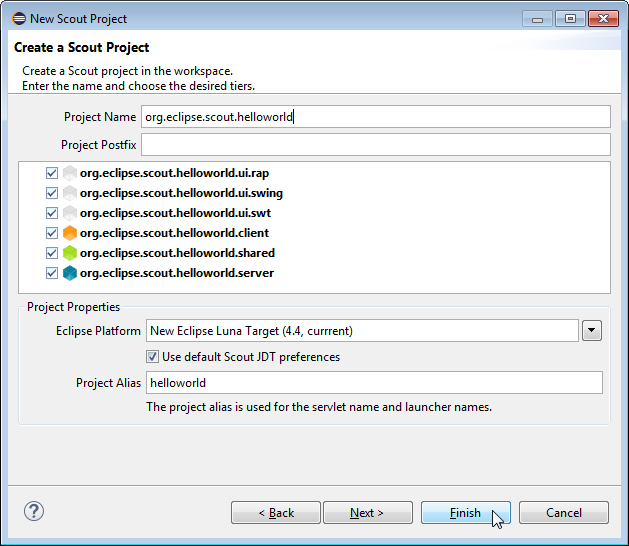 New Scout Project
Create a Scout Project
Create a Scout project in the workspace.
Enter the name and choose the desired tiers.
Project Name org.eclipse.scout.helloworld
Project Postfix
org.eclipse.scout.helloworld.ui.rap
org.eclipse.scout.helloworld.ui.swing
org.eclipse.scout.helloworld.ui.swt
org.eclipse.scout.helloworld.client
org.eclipse.scout.helloworld.shared
org.eclipse.scout.helloworld.server
Project Properties
Eclipse Platform New Eclipse Luna Target (4.4, currrent)
Use default Scout JDT preferences
Project Alias helloworld
The project alias is used for the servlet name and launcher names.
? < Back Next > Finish Cancel